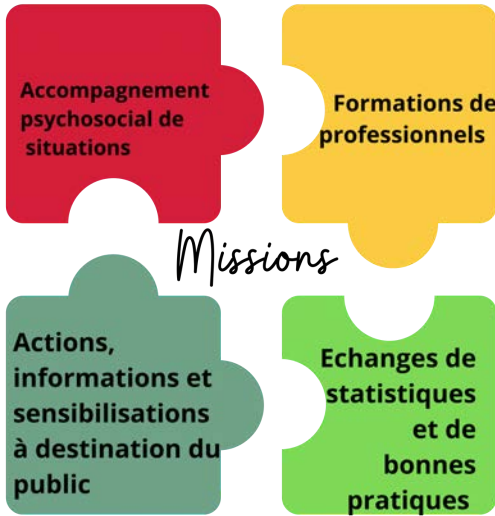 Accompagnement
psychosocial de
situations
Formations de
professionnels
Missions
Actions,
informations et
sensibilisations
à destination du
public
Echanges de
statistiques
et de
bonnes
pratiques